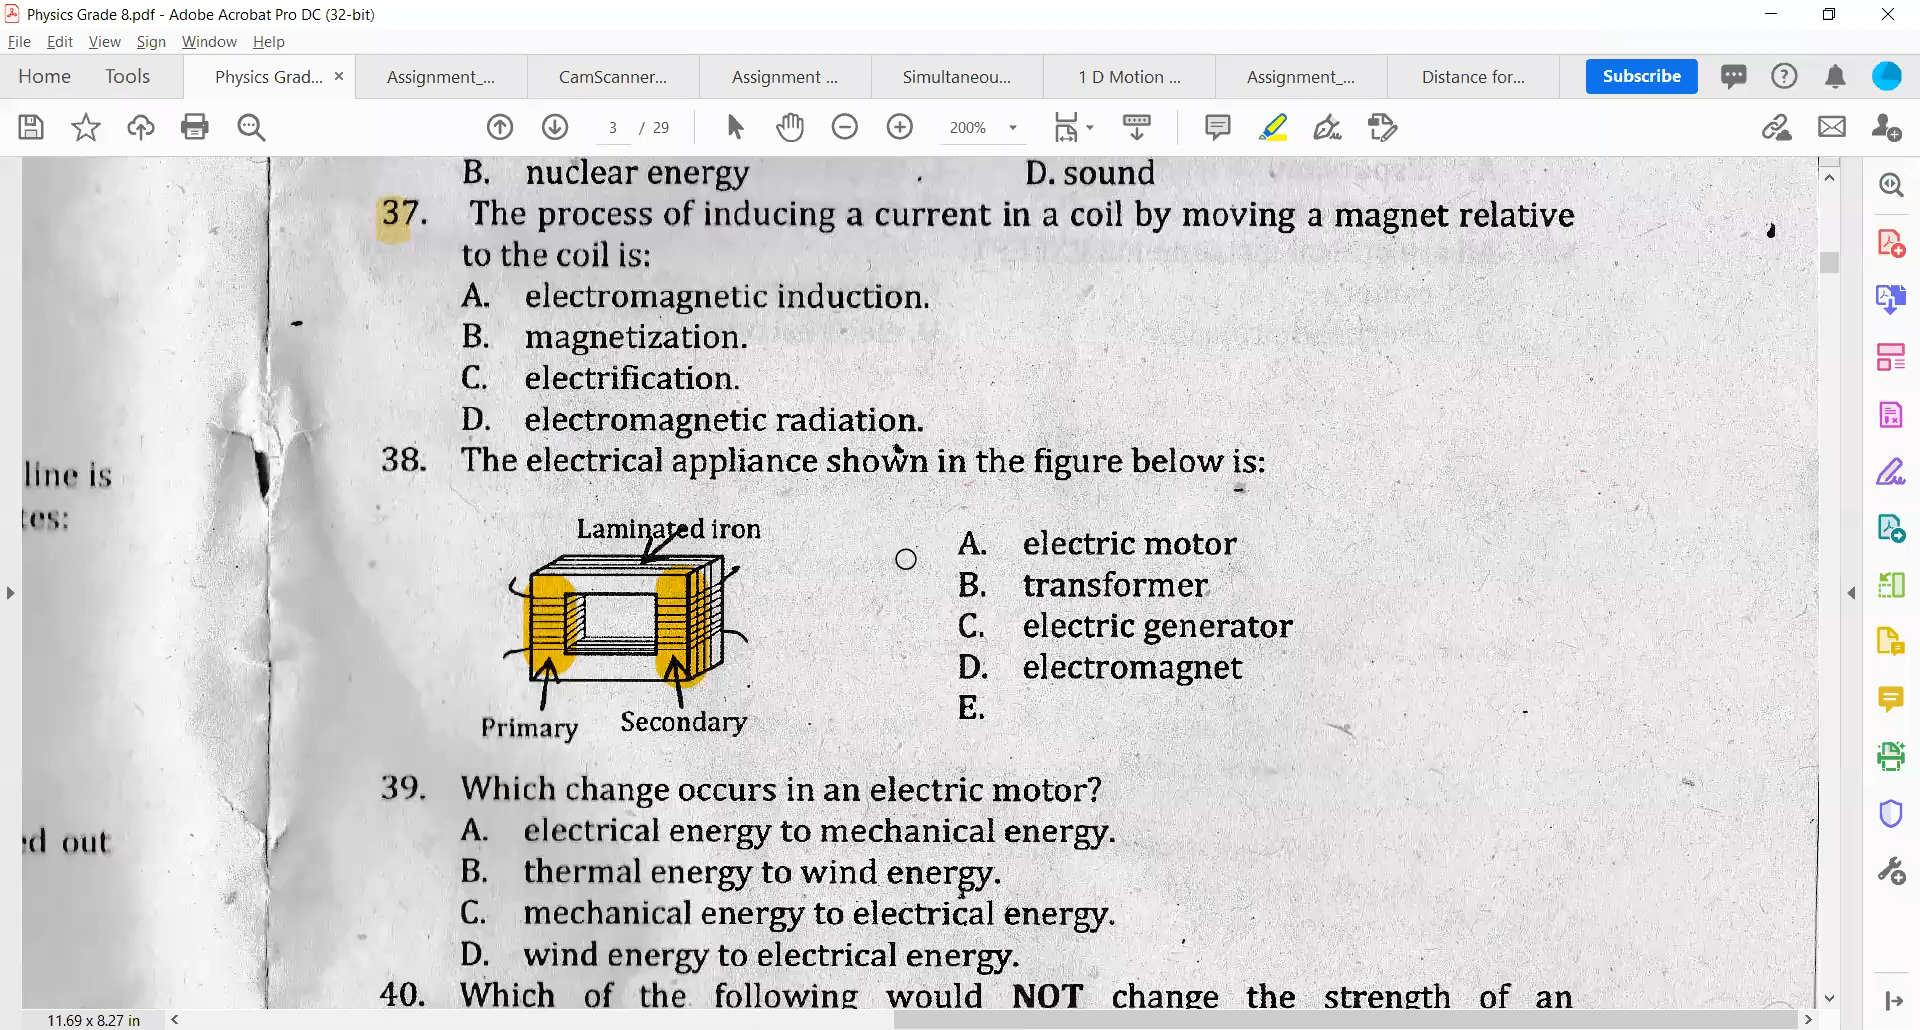 Physics Grade 8.pdf - Adobe Acrobat Pro DC (32-bit)
File Edit View Sign Window Help
Home Tools Physics Grad... × Assignment_... CamScanner... Assignment ... Simultaneou... 1 D Motion ... Assignment_... Distance for... Subscribe
3 / 29 200%
B. nuclear energy D. sound
37. The process of inducing a current in a coil by moving a magnet relative
to the coil is:
A. electromagnetic induction.
B. magnetization.
C. electrification.
D. electromagnetic radiation.
line is
38. The electrical appliance shown in the figure below is:
tes:
Laminated iron
A. electric motor
B. transformer
C. electric generator
D. electromagnet
E.
Primary Secondary
39. Which change occurs in an electric motor?
A. electrical energy to mechanical energy.
ed out
B. thermal energy to wind energy.
C. mechanical energy to electrical energy.
D. wind energy to electrical energy.
40. Which of the following would NOT change the strength of an
11.69 x 8.27 in